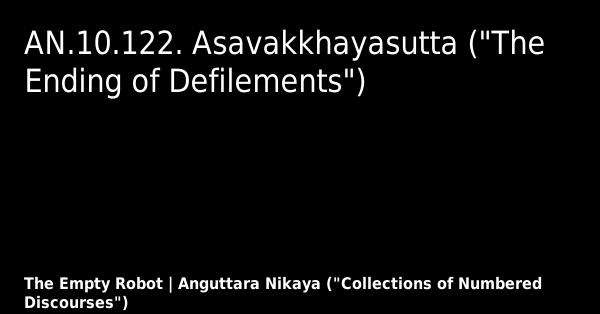 AN.10.122. Asavakkhayasutta ("The
Ending of Defilements")
The Empty Robot | Anguttara Nikaya ("Collections of Numbered
Discourses")